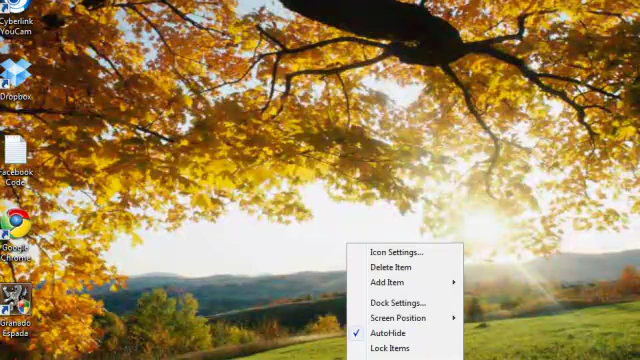 Cyberlink
YouCam
Dropbox
Facebook
Code
Google
Chrome
Granado
Espada
Icon Settings...
Delete Item
Add Item
Dock Settings...
Screen Position
AutoHide
Lock Items